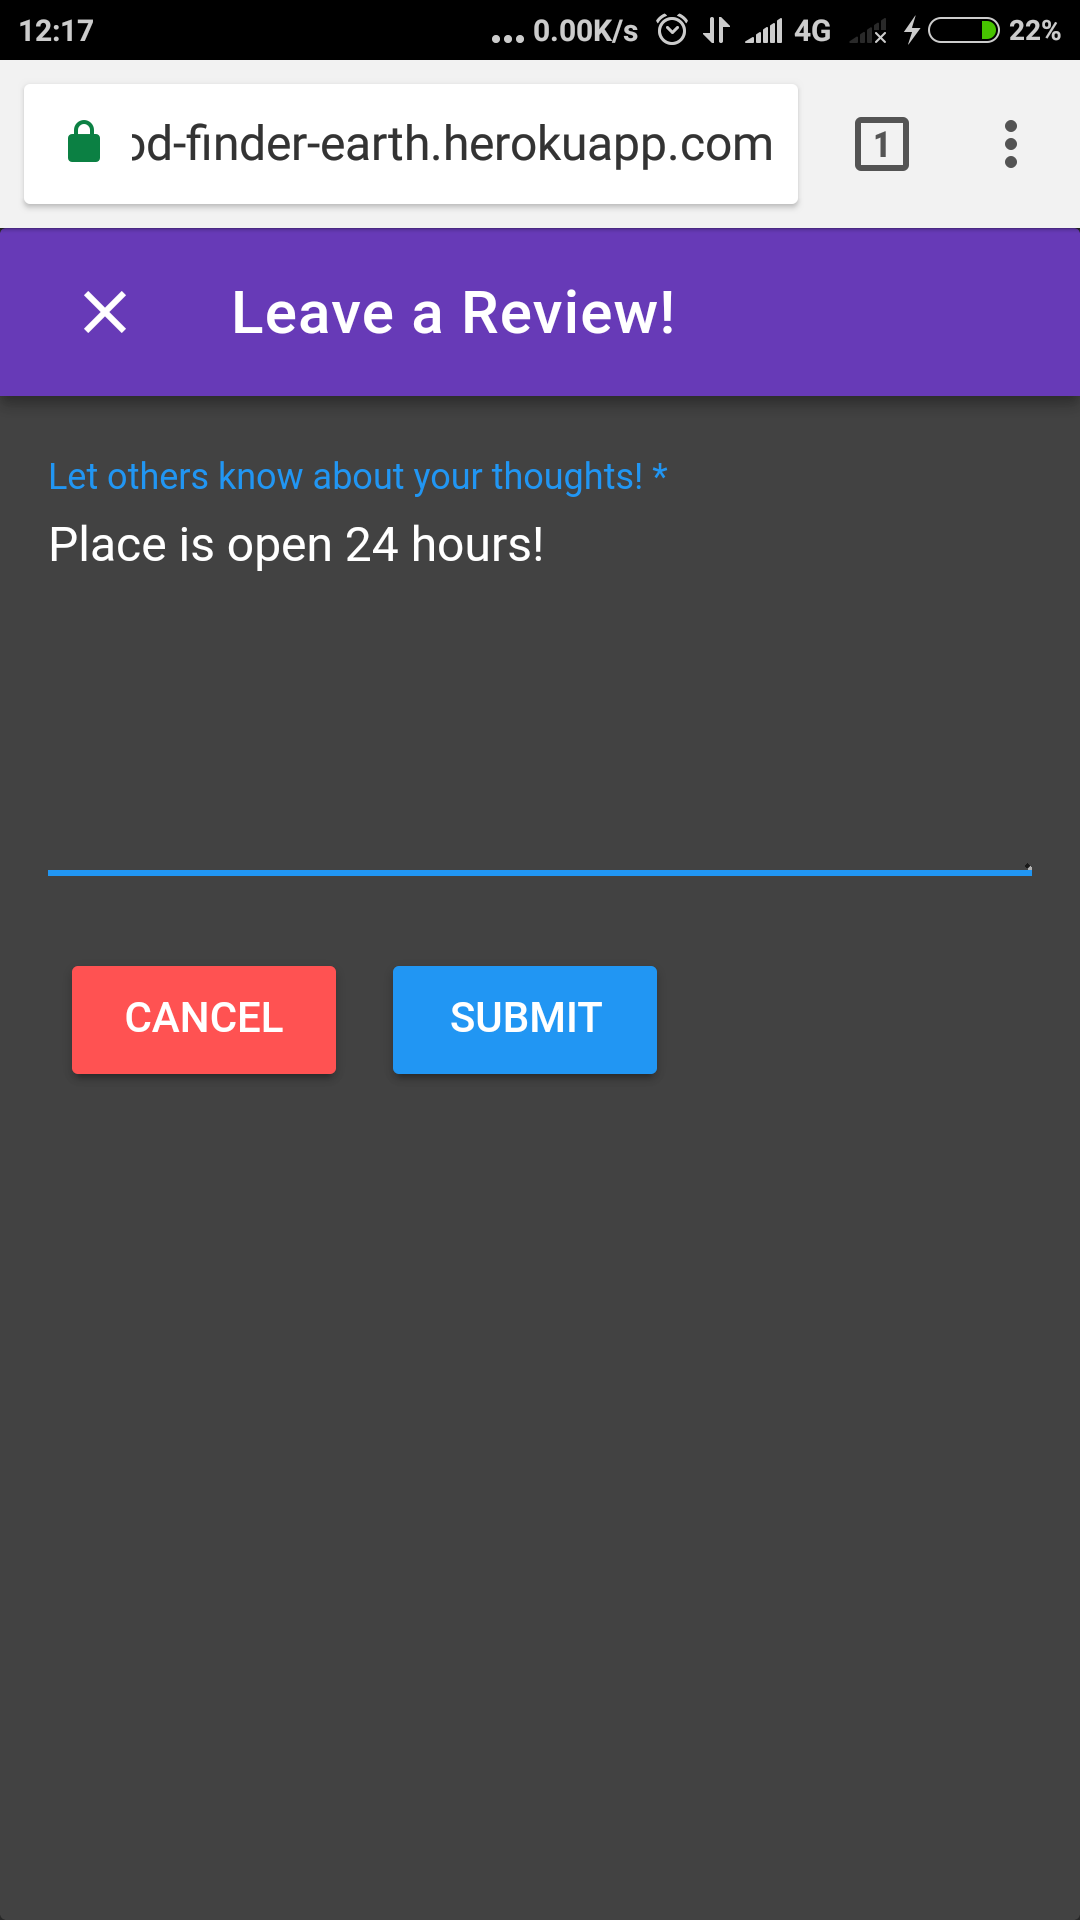 12:17 ... 0.00K/s 4G 22%
od-finder-earth.herokuapp.com 1
Leave a Review!
Let others know about your thoughts! *
Place is open 24 hours!
CANCEL SUBMIT